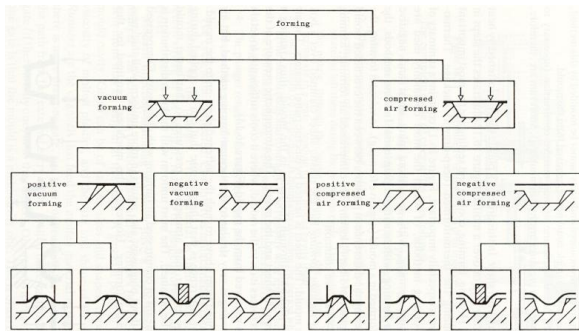 forming
vacuum
forming
compressed
air forming
positive
vacuum
forming
negative
vacuum
forming
positive
compressed
air forming
negative
compressed
air forming